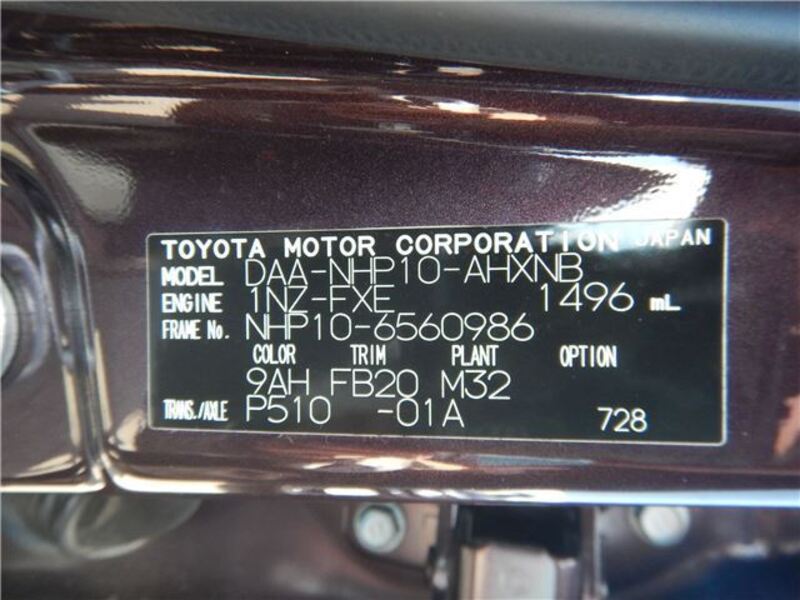 TOYOTA MOTOR CORPORATION JAPAN
MODEL DAA-NHP10-AHXNB
ENGINE 1NZ-FXE 1496 mL
FRAME No. NHP10-6560986
COLOR TRIM PLANT OPTION
9AH FB20 M32
TRANS./AXLE P510 -01A 728